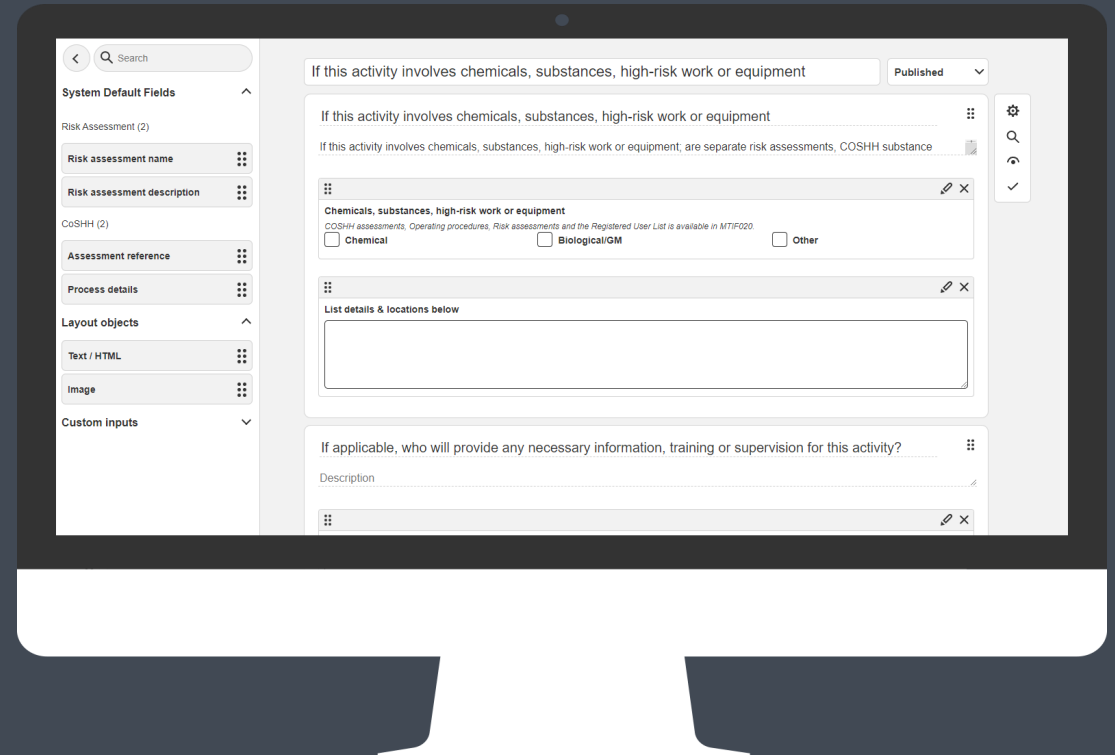 Search
System Default Fields
Risk Assessment (2)
Risk assessment name
Risk assessment description
CoSHH (2)
Assessment reference
Process details
Layout objects
Text / HTML
Image
Custom inputs
If this activity involves chemicals, substances, high-risk work or equipment
Published
If this activity involves chemicals, substances, high-risk work or equipment
If this activity involves chemicals, substances, high-risk work or equipment; are separate risk assessments, COSHH substance
Chemicals, substances, high-risk work or equipment
COSHH assessments, Operating procedures, Risk assessments and the Registered User List is available in MTIF020.
Chemical
Biological/GM
Other
List details & locations below
If applicable, who will provide any necessary information, training or supervision for this activity?
Description